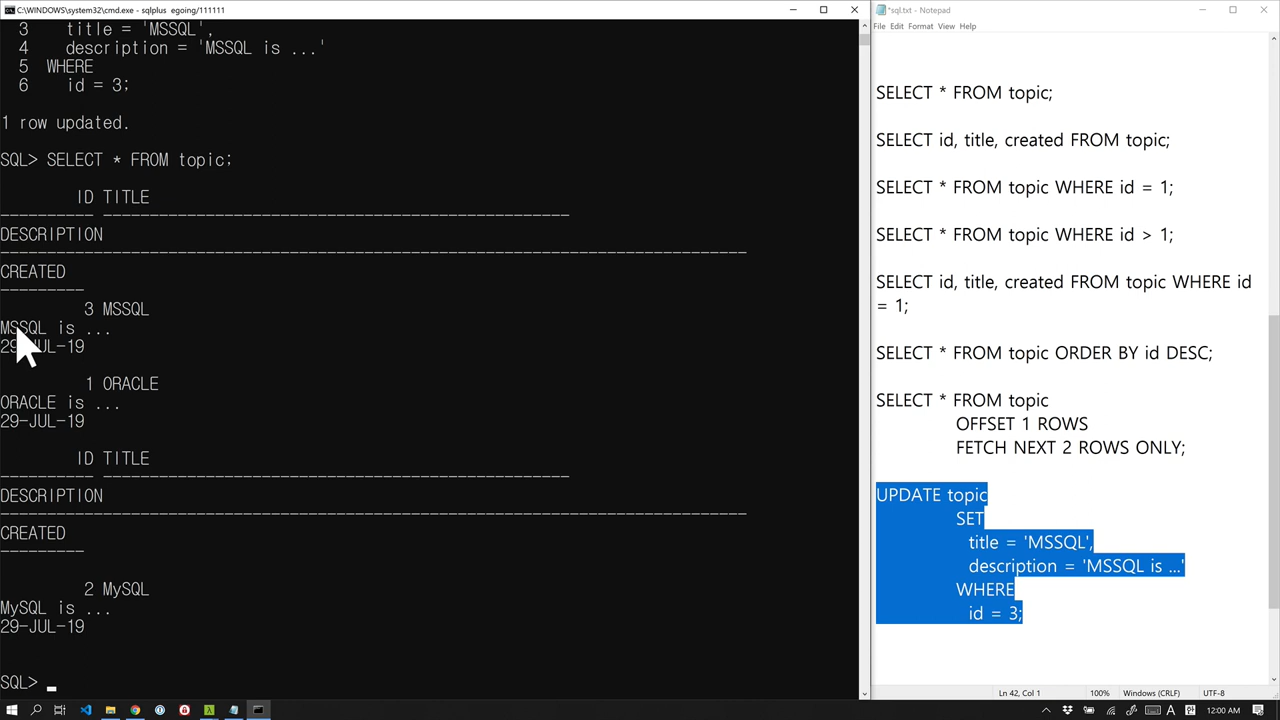 C:\WINDOWS\system32\cmd.exe - sqlplus  egoing/111111
3    title = 'MSSQL',
4    description = 'MSSQL is ...'
5  WHERE
6    id = 3;
1 row updated.
SQL> SELECT * FROM topic;
ID TITLE
---------- --------------------------------------------------
DESCRIPTION
--------------------------------------------------------------------------------
CREATED
---------
3 MSSQL
MSSQL is ...
29-JUL-19
1 ORACLE
ORACLE is ...
29-JUL-19
ID TITLE
---------- --------------------------------------------------
DESCRIPTION
--------------------------------------------------------------------------------
CREATED
---------
2 MySQL
MySQL is ...
29-JUL-19
SQL> _
*sql.txt - Notepad
File Edit Format View Help
SELECT * FROM topic;
SELECT id, title, created FROM topic;
SELECT * FROM topic WHERE id = 1;
SELECT * FROM topic WHERE id > 1;
SELECT id, title, created FROM topic WHERE id
= 1;
SELECT * FROM topic ORDER BY id DESC;
SELECT * FROM topic
OFFSET 1 ROWS
FETCH NEXT 2 ROWS ONLY;
UPDATE topic
SET
title = 'MSSQL',
description = 'MSSQL is ...'
WHERE
id = 3;
Ln 42, Col 1 100% Windows (CRLF) UTF-8
A 12:00 AM